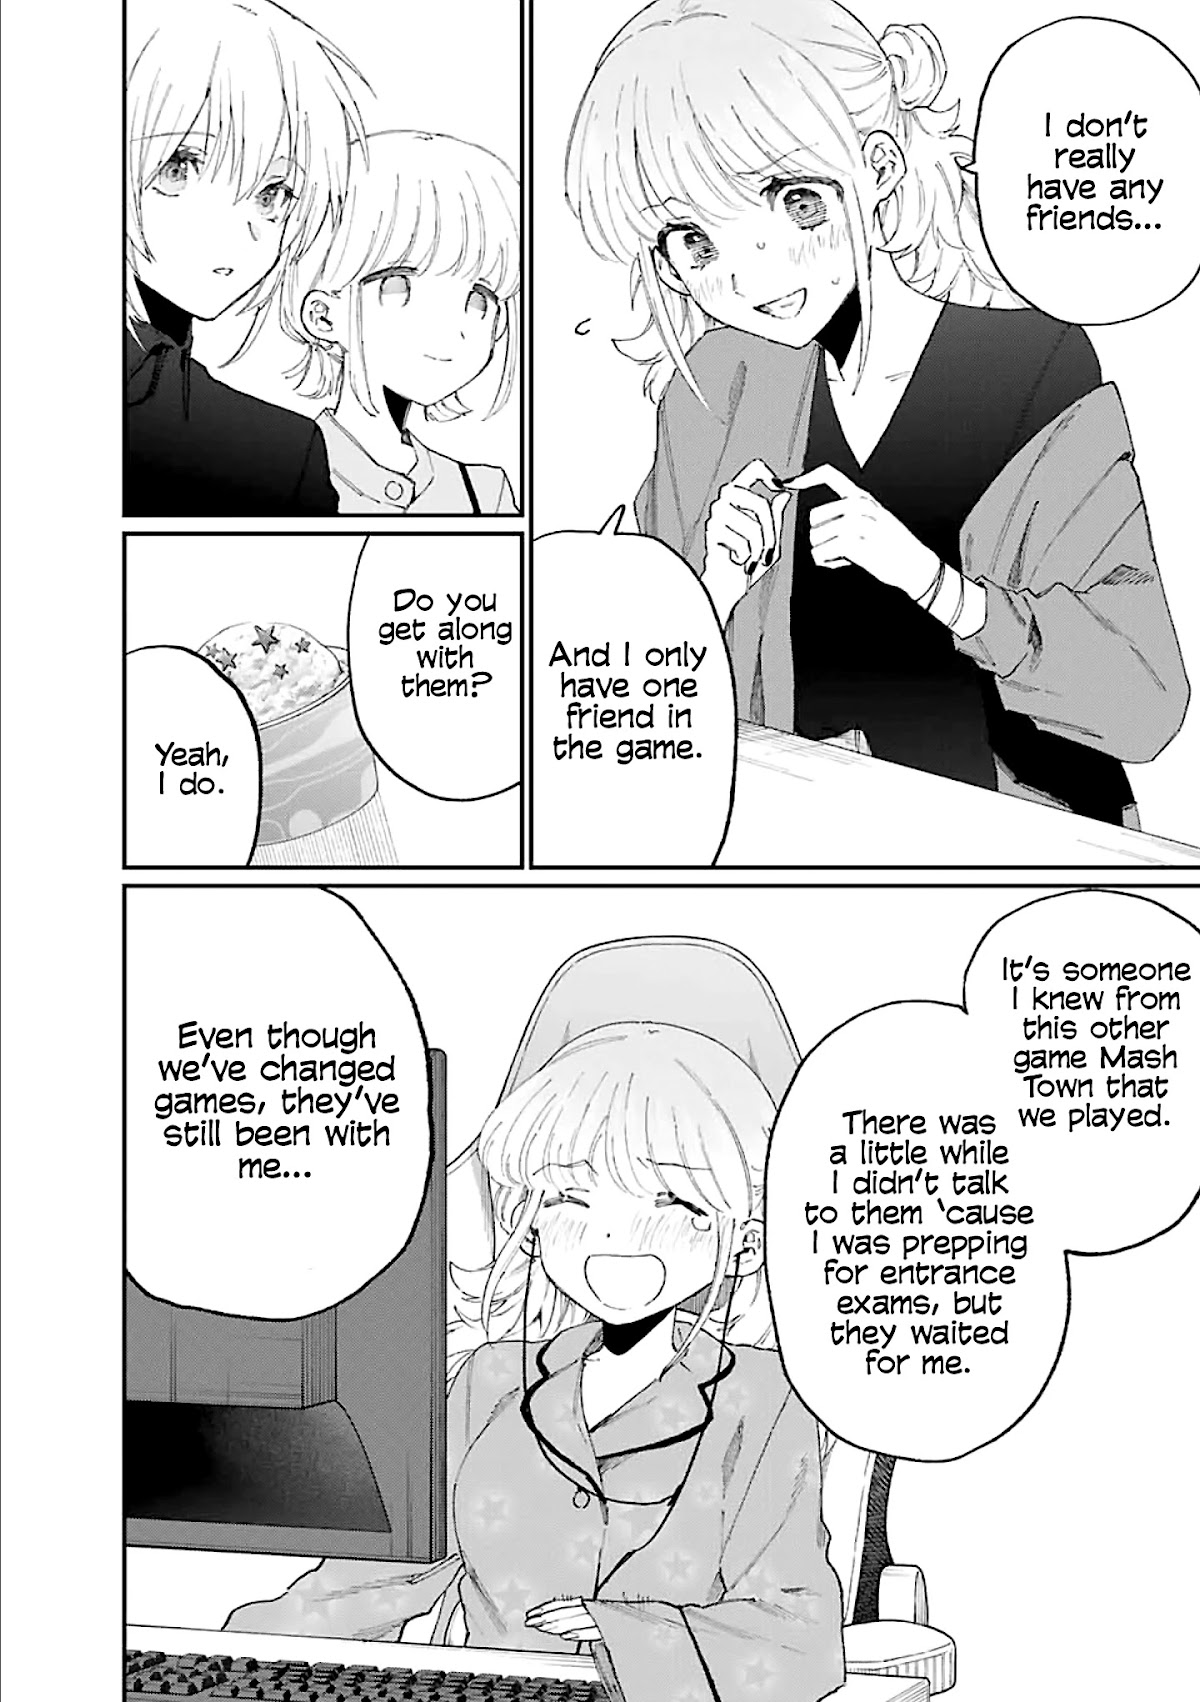 I don't
really
have any
friends...
And I only
have one
friend in
the game.
Do you
get along
with
them?
Yeah,
I do.
It's someone
I knew from
this other
game Mash
Town that
we played.
There was
a little while
I didn't talk
to them 'cause
I was prepping
for entrance
exams, but
they waited
for me.
Even though
we've changed
games, they've
still been with
me...